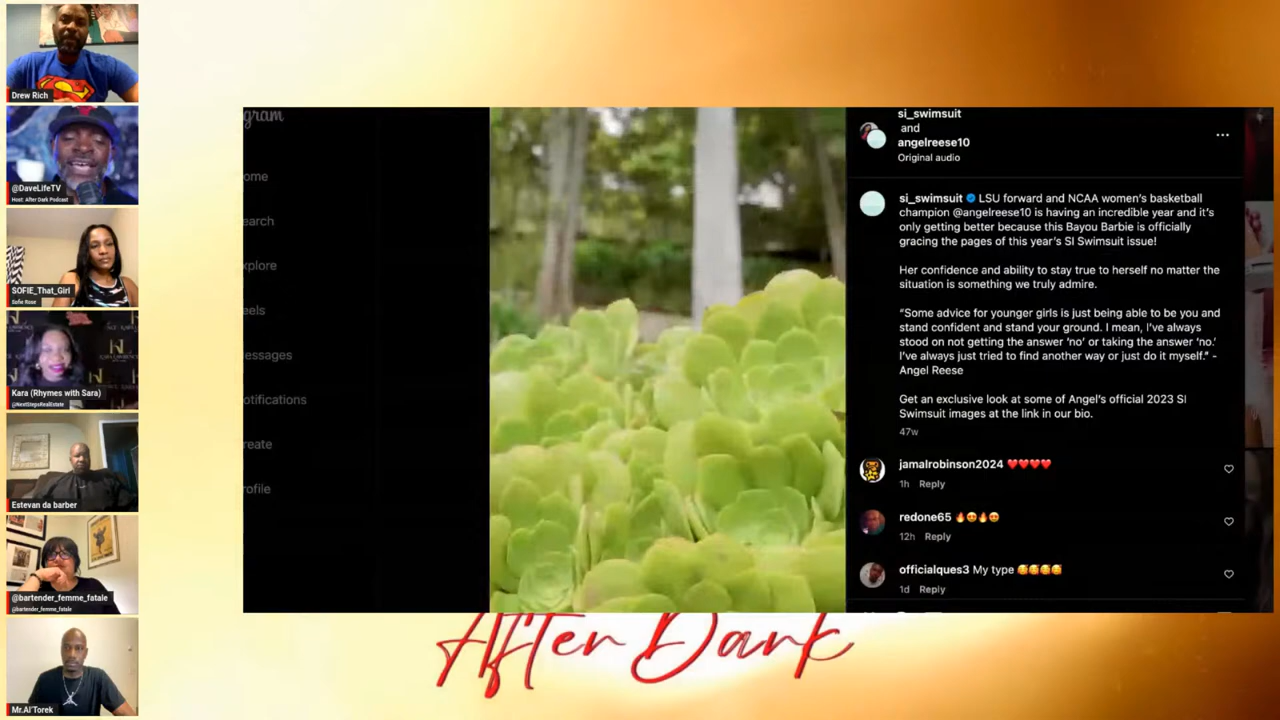 Drew Rich
@DaveLifeTV
Host: After Dark Podcast
SOFIE_That_Girl
Sofie Rose
Kara (Rhymes with Sara)
@NextStepsRealEstate
Estevan da barber
@bartender_femme_fatale
@bartender_femme_fatale
Mr.Al'Torek
gram
ome
earch
xplore
eels
essages
otifications
reate
rofile
si_swimsuit
and
angelreese10
Original audio
si_swimsuit LSU forward and NCAA women's basketball
champion @angelreese10 is having an incredible year and it's
only getting better because this Bayou Barbie is officially
gracing the pages of this year's SI Swimsuit issue!
Her confidence and ability to stay true to herself no matter the
situation is something we truly admire.
“Some advice for younger girls is just being able to be you and
stand confident and stand your ground. I mean, I've always
stood on not getting the answer ‘no’ or taking the answer ‘no.’
I've always just tried to find another way or just do it myself.” -
Angel Reese
Get an exclusive look at some of Angel's official 2023 SI
Swimsuit images at the link in our bio.
47w
jamalrobinson2024 ❤️❤️❤️❤️
1h Reply
redone65 🔥😍🔥😍
12h Reply
officialques3 My type 🥰🥰🥰🥰
1d Reply
After Dark